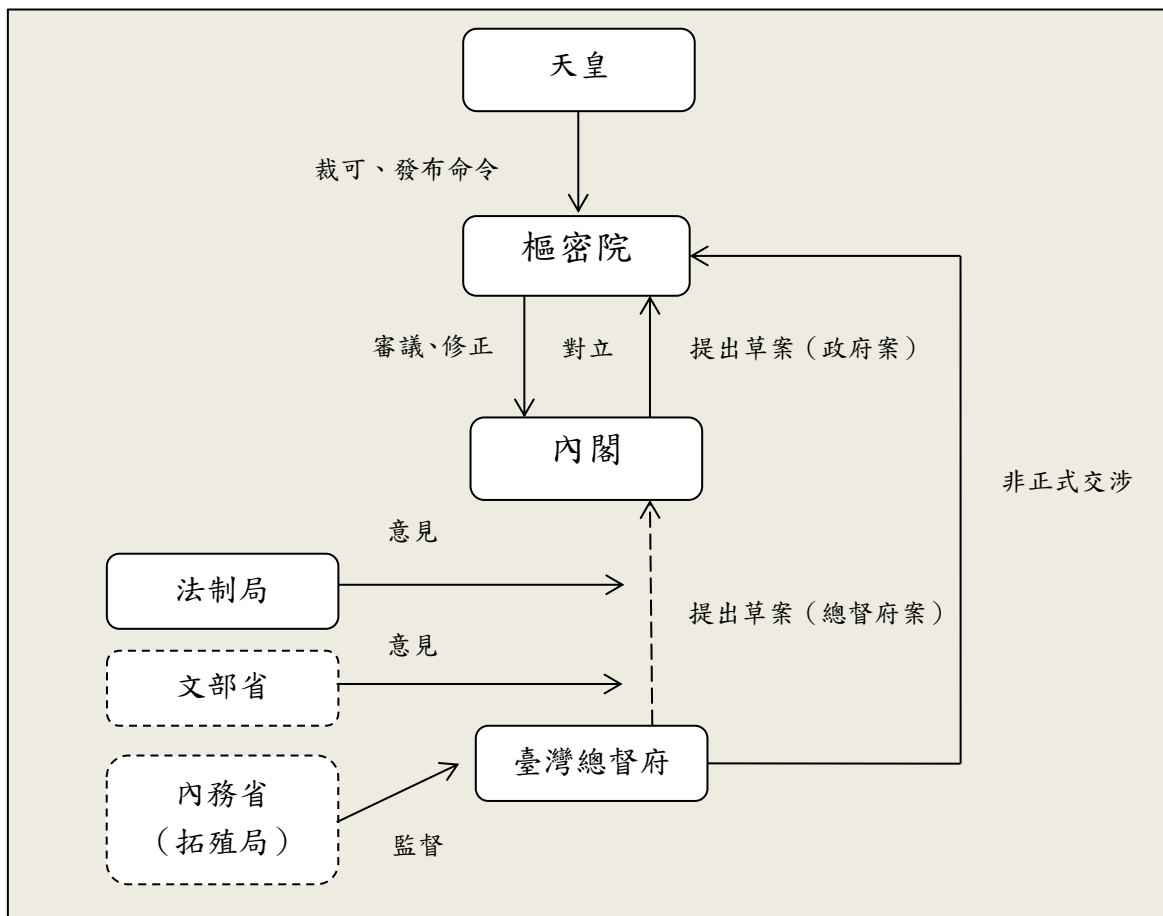 天皇
裁可、發布命令
樞密院
審議、修正
對立
提出草案（政府案）
內閣
非正式交涉
意見
法制局
提出草案（總督府案）
意見
文部省
臺灣總督府
內務省
（拓殖局）
監督